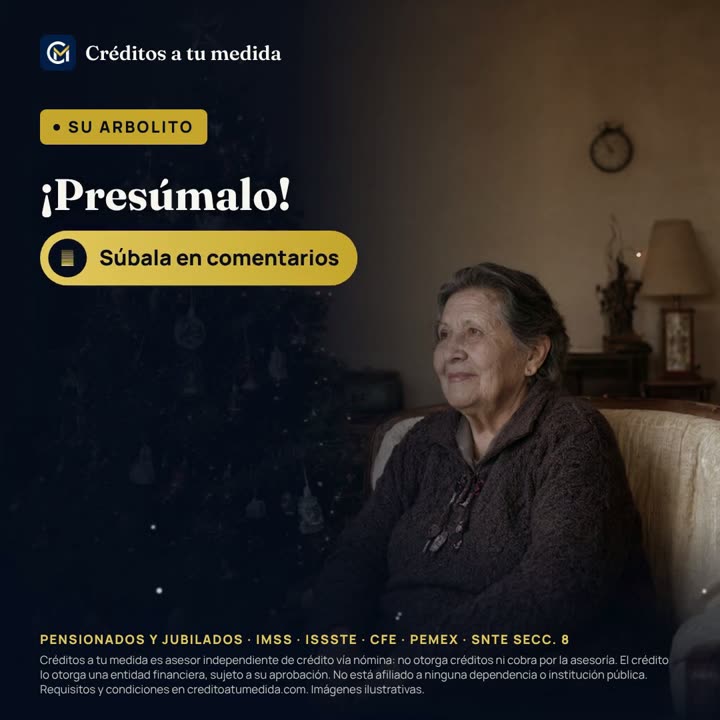 Créditos a tu medida
• SU ARBOLITO
¡Presúmalo!
Súbala en comentarios
PENSIONADOS Y JUBILADOS · IMSS · ISSSTE · CFE · PEMEX · SNTE SECC. 8
Créditos a tu medida es asesor independiente de crédito vía nómina: no otorga créditos ni cobra por la asesoría. El crédito
lo otorga una entidad financiera, sujeto a su aprobación. No está afiliado a ninguna dependencia o institución pública.
Requisitos y condiciones en creditoatumedida.com. Imágenes ilustrativas.